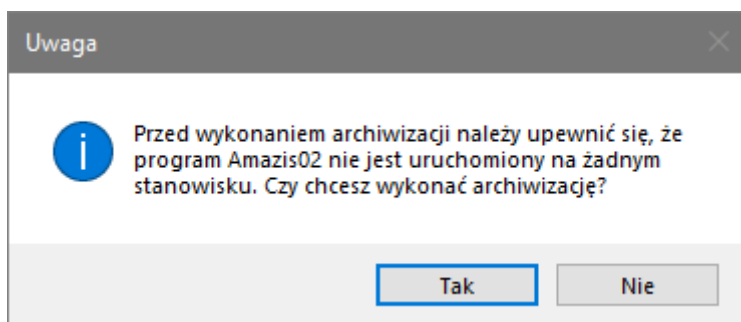 Uwaga
Przed wykonaniem archiwizacji należy upewnić się, że
program Amazis02 nie jest uruchomiony na żadnym
stanowisku. Czy chcesz wykonać archiwizację?
Tak
Nie